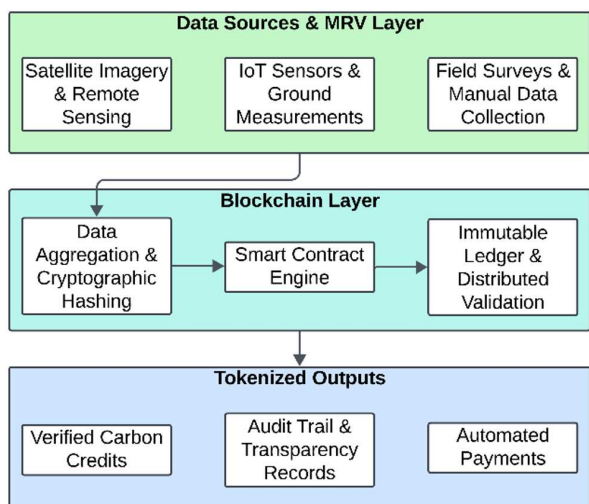 Data Sources & MRV Layer
Satellite Imagery
& Remote
Sensing
IoT Sensors &
Ground
Measurements
Field Surveys &
Manual Data
Collection
Blockchain Layer
Data
Aggregation &
Cryptographic
Hashing
Smart Contract
Engine
Immutable
Ledger &
Distributed
Validation
Tokenized Outputs
Verified Carbon
Credits
Audit Trail &
Transparency
Records
Automated
Payments